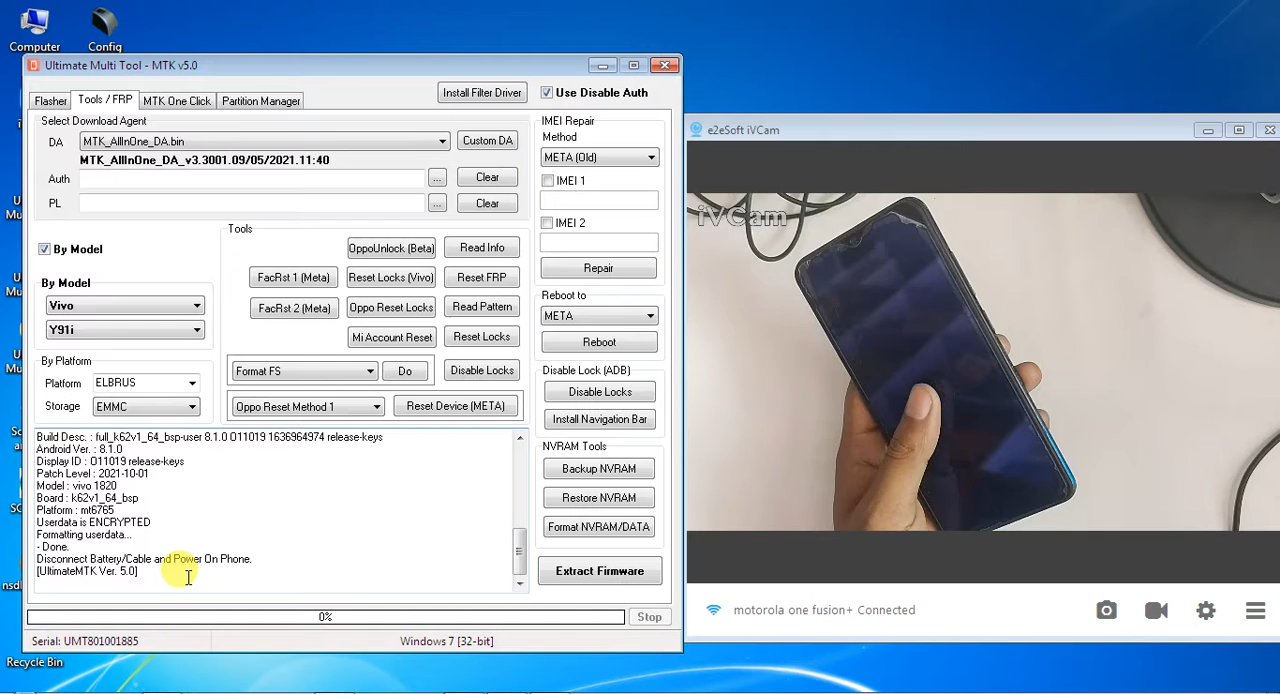 Computer
Config
Ultimate Multi Tool - MTK v5.0
Flasher
Tools / FRP
MTK One Click
Partition Manager
Install Filter Driver
Use Disable Auth
Select Download Agent
DA
MTK_AllInOne_DA.bin
Custom DA
MTK_AllInOne_DA_v3.3001.09/05/2021.11:40
Auth
...
Clear
PL
...
Clear
By Model
By Model
Vivo
Y91i
By Platform
Platform
ELBRUS
Storage
EMMC
Tools
OppoUnlock (Beta)
Read Info
FacRst 1 (Meta)
Reset Locks (Vivo)
Reset FRP
FacRst 2 (Meta)
Oppo Reset Locks
Read Pattern
Mi Account Reset
Reset Locks
Format FS
Do
Disable Locks
Oppo Reset Method 1
Reset Device (META)
IMEI Repair
Method
META (Old)
IMEI 1
IMEI 2
Repair
Reboot to
META
Reboot
Disable Lock (ADB)
Disable Locks
Install Navigation Bar
NVRAM Tools
Backup NVRAM
Restore NVRAM
Format NVRAM/DATA
Extract Firmware
Build Desc. : full_k62v1_64_bsp-user 8.1.0 O11019 1636964974 release-keys
Android Ver. : 8.1.0
Display ID : O11019 release-keys
Patch Level : 2021-10-01
Model : vivo 1820
Board : k62v1_64_bsp
Platform : mt6765
Userdata is ENCRYPTED
Formatting userdata...
- Done.
Disconnect Battery/Cable and Power On Phone.
[UltimateMTK Ver. 5.0]
0%
Stop
Serial: UMT801001885
Windows 7 [32-bit]
Recycle Bin
e2eSoft iVCam
iVCam
motorola one fusion+ Connected